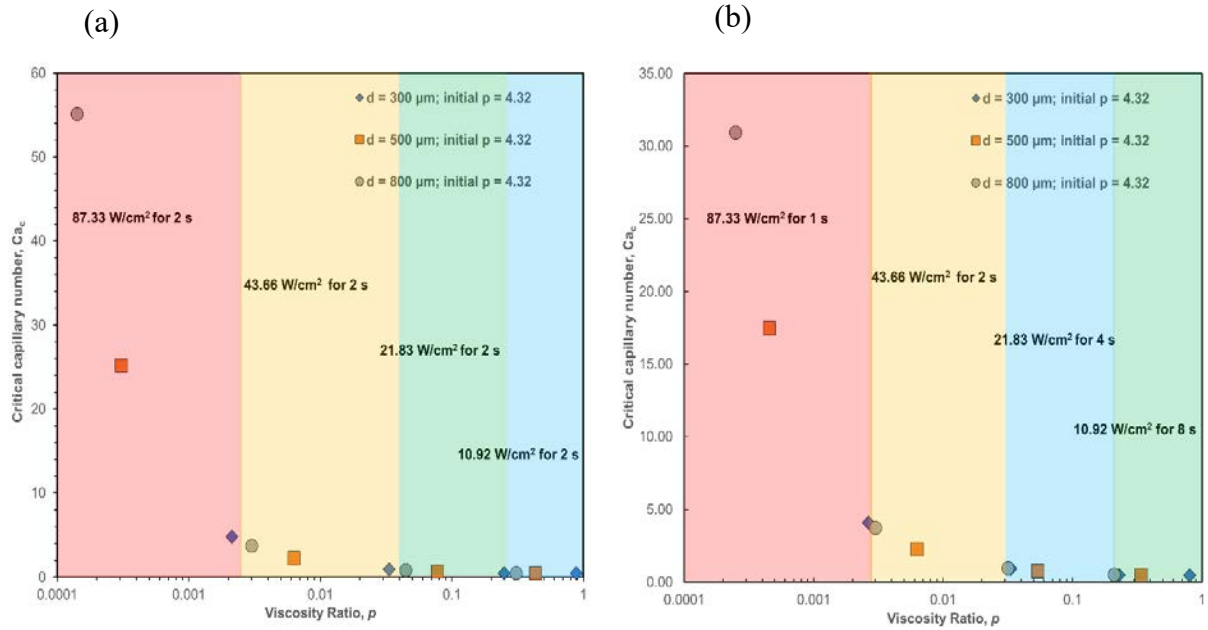 (a)
60
50
40
30
20
10
0
Critical capillary number, Ca_c
d = 300 µm; initial p = 4.32
d = 500 µm; initial p = 4.32
d = 800 µm; initial p = 4.32
87.33 W/cm² for 2 s
43.66 W/cm² for 2 s
21.83 W/cm² for 2 s
10.92 W/cm² for 2 s
0.0001 0.001 0.01 0.1 1
Viscosity Ratio, p
(b)
35.00
30.00
25.00
20.00
15.00
10.00
5.00
0.00
Critical capillary number, Ca_c
d = 300 µm; initial p = 4.32
d = 500 µm; initial p = 4.32
d = 800 µm; initial p = 4.32
87.33 W/cm² for 1 s
43.66 W/cm² for 2 s
21.83 W/cm² for 4 s
10.92 W/cm² for 8 s
0.0001 0.001 0.01 0.1 1
Viscosity Ratio, p